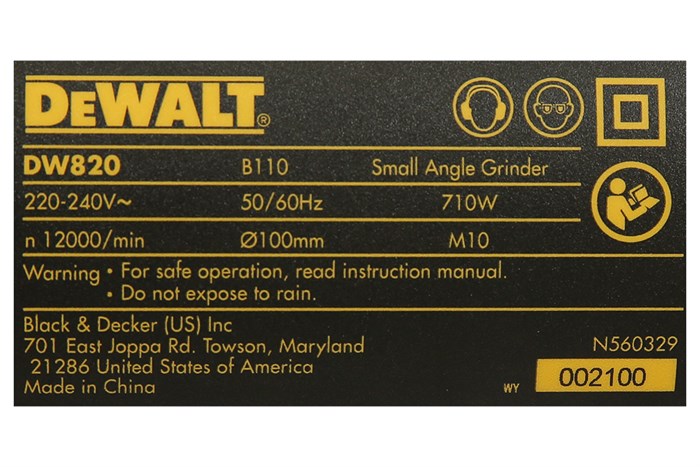 DEWALT®
DW820 B110 Small Angle Grinder
220-240V~ 50/60Hz 710W
n 12000/min Ø100mm M10
Warning • For safe operation, read instruction manual.
• Do not expose to rain.
Black & Decker (US) Inc
701 East Joppa Rd. Towson, Maryland
21286 United States of America
Made in China
N560329
WY 002100